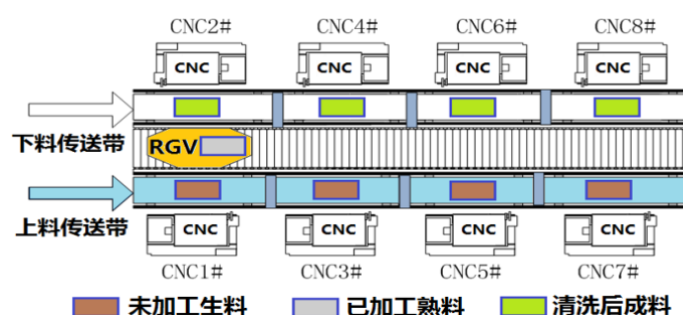 CNC2# CNC4# CNC6# CNC8#
CNC CNC CNC CNC
下料传送带
RGV
上料传送带
CNC CNC CNC CNC
CNC1# CNC3# CNC5# CNC7#
未加工生料 已加工熟料 清洗后成料